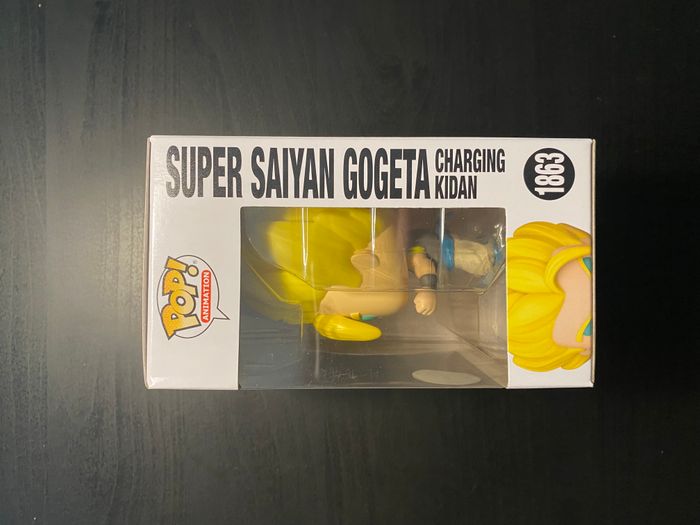 SUPER SAIYAN GOGETA CHARGING
KIDAN
1863
POP!
ANIMATION